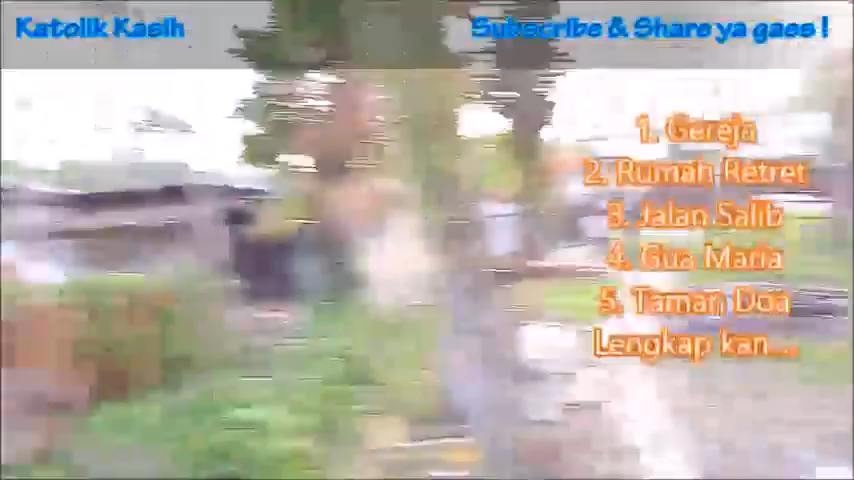 Katolik Kasih
Subscribe & Share ya gaes !
1. Gereja
2. Rumah Retret
3. Jalan Salib
4. Gua Maria
5. Taman Doa
Lengkap kan....